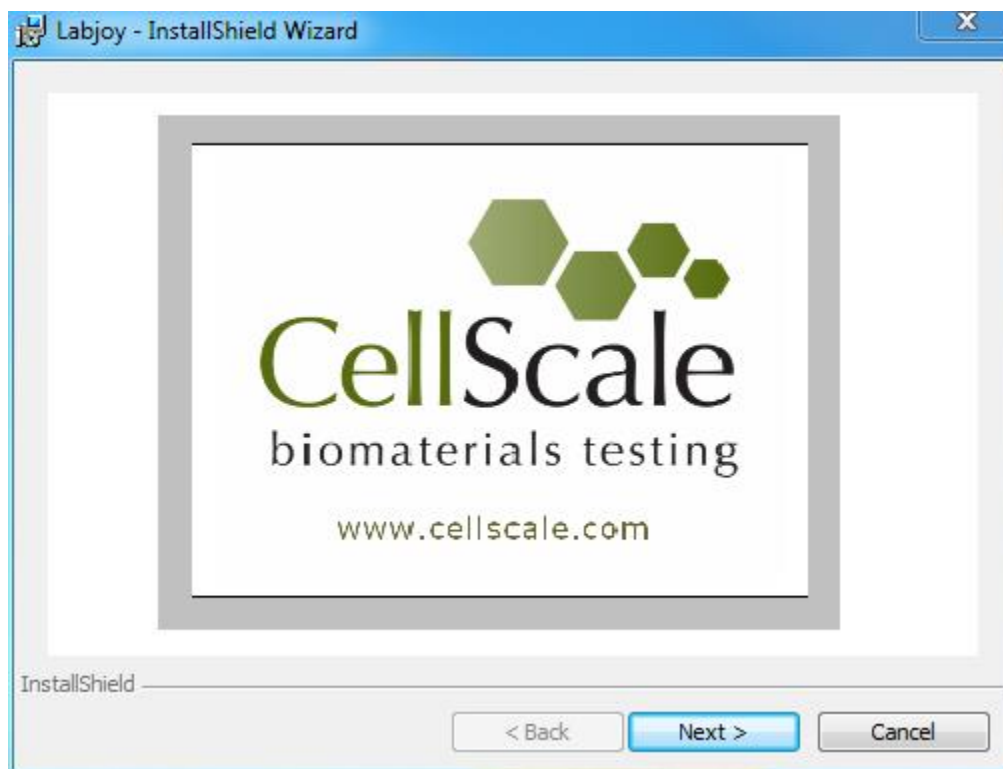 Labjoy - InstallShield Wizard
CellScale
biomaterials testing
www.cellscale.com
InstallShield
< Back Next > Cancel